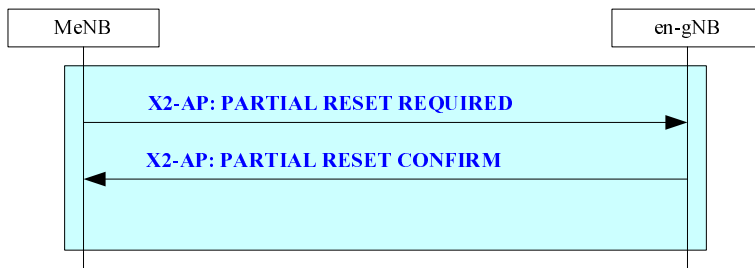 MeNB
en-gNB
X2-AP: PARTIAL RESET REQUIRED
X2-AP: PARTIAL RESET CONFIRM